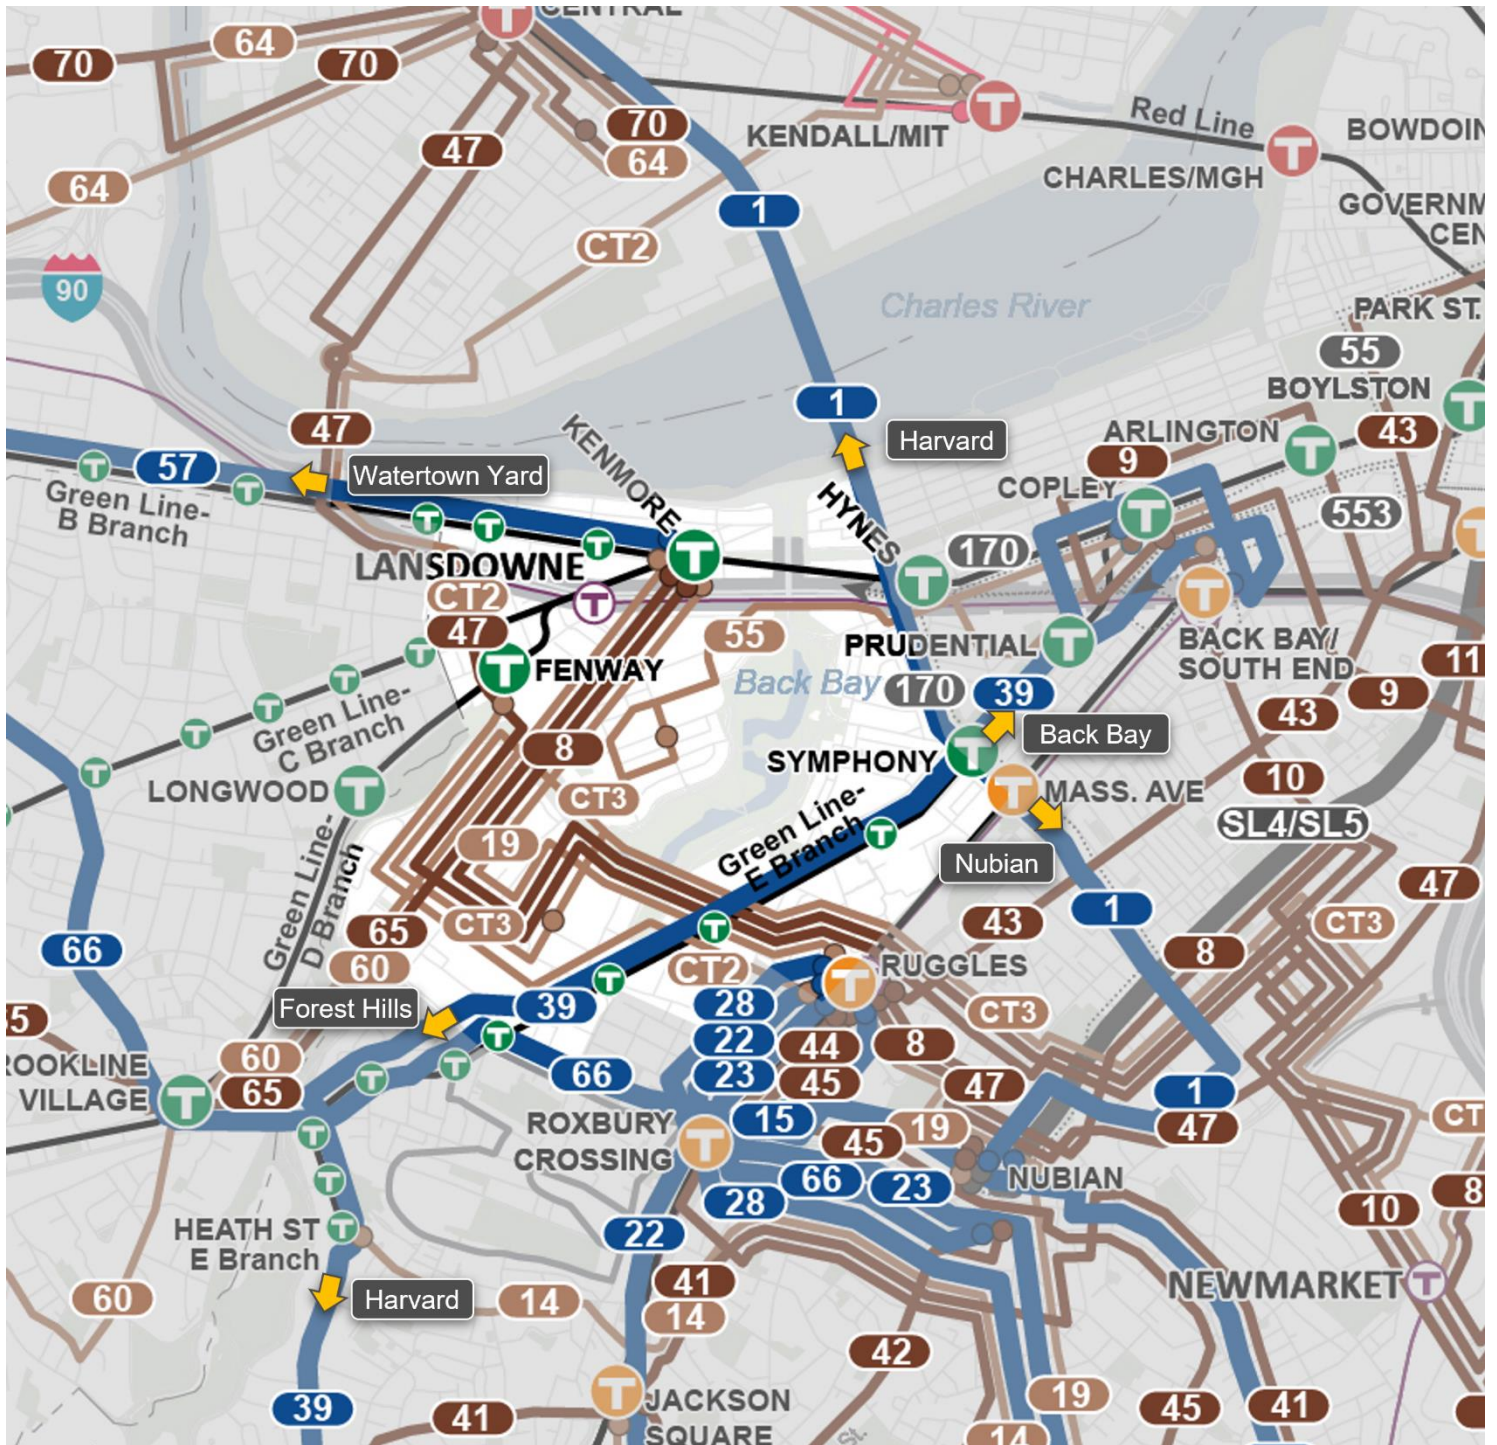 CENTRAL
64
70
70
70
64
47
KENDALL/MIT
Red Line
BOWDOIN
CHARLES/MGH
64
1
GOVERNM
CEN
CT2
90
Charles River
PARK ST.
55
BOYLSTON
1
47
Harvard
ARLINGTON
43
9
57
Watertown Yard
KENMORE
COPLEY
Green Line-
B Branch
HYNES
553
170
LANSDOWNE
CT2
47
55
PRUDENTIAL
BACK BAY/
SOUTH END
11
FENWAY
Back Bay
170
39
9
43
Green Line-
C Branch
8
Back Bay
SYMPHONY
LONGWOOD
CT3
MASS. AVE
10
SL4/SL5
Green Line-
E Branch
19
Nubian
47
Green Line-
D Branch
65
CT3
43
1
CT3
66
60
CT2
RUGGLES
8
Forest Hills
39
28
CT3
5
22
44
8
ROOKLINE
VILLAGE
60
65
66
23
45
47
1
15
19
47
CT
ROXBURY
CROSSING
45
66
23
NUBIAN
28
8
10
HEATH ST
E Branch
22
41
NEWMARKET
60
Harvard
14
14
42
39
41
JACKSON
SQUARE
19
45
41
14
St.